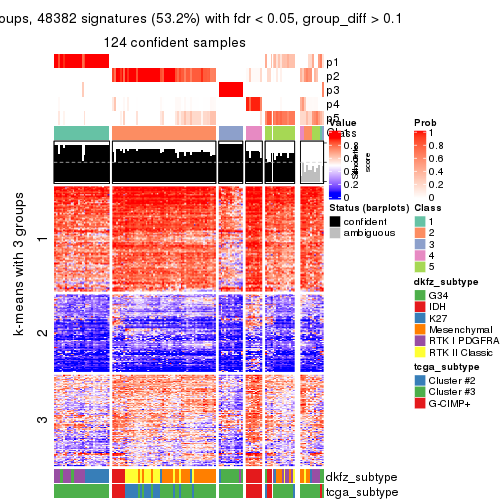 oups, 48382 signatures (53.2%) with fdr < 0.05, group_diff > 0.1
124 confident samples
p1
p2
p3
p4
p5
Class
Silhouette
score
k-means with 3 groups
1
2
3
dkfz_subtype
tcga_subtype
Value
1
0.8
0.6
0.4
0.2
0
Prob
1
0.8
0.6
0.4
0.2
0
Status (barplots)
confident
ambiguous
Class
1
2
3
4
5
dkfz_subtype
G34
IDH
K27
Mesenchymal
RTK I PDGFRA
RTK II Classic
tcga_subtype
Cluster #2
Cluster #3
G-CIMP+